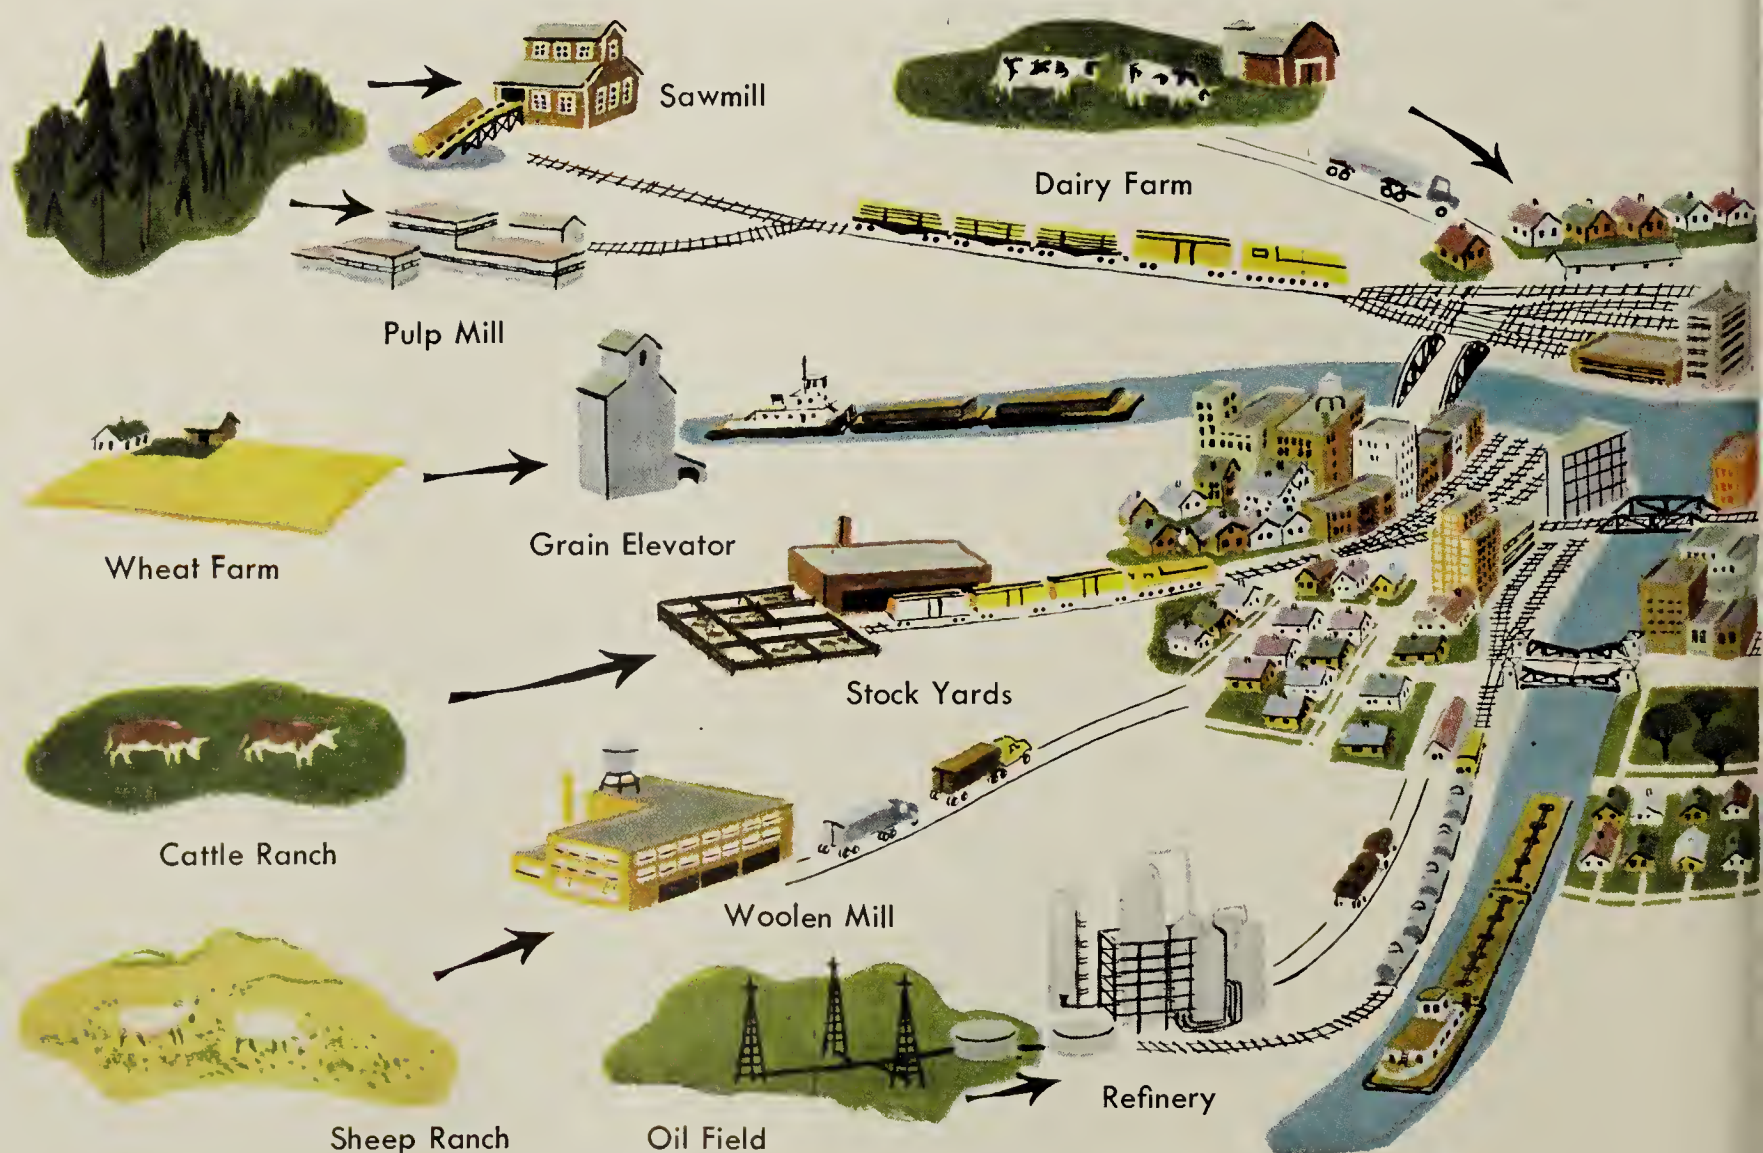 Sawmill
Dairy Farm
Pulp Mill
Grain Elevator
Wheat Farm
Stock Yards
Cattle Ranch
Woolen Mill
Refinery
Sheep Ranch
Oil Field